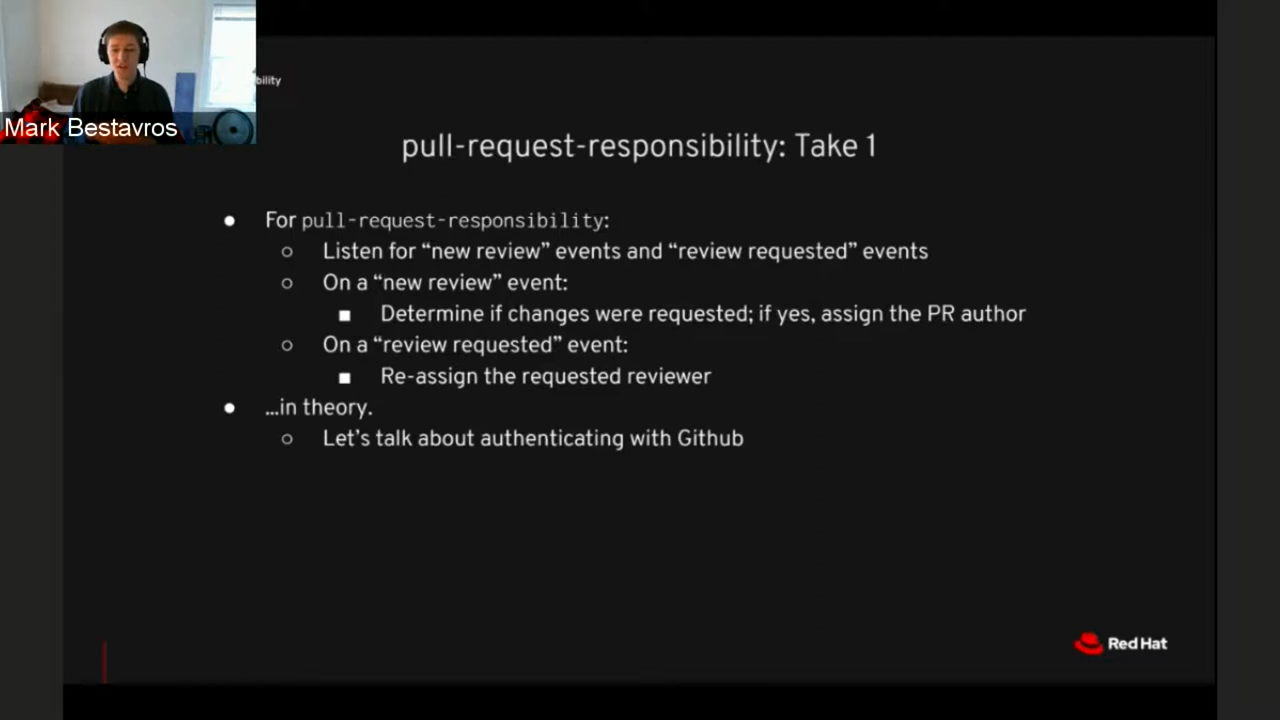 bility
Mark Bestavros
pull-request-responsibility: Take 1
● For pull-request-responsibility:
○ Listen for “new review” events and “review requested” events
○ On a “new review” event:
■ Determine if changes were requested; if yes, assign the PR author
○ On a “review requested” event:
■ Re-assign the requested reviewer
● ...in theory.
○ Let’s talk about authenticating with Github
Red Hat